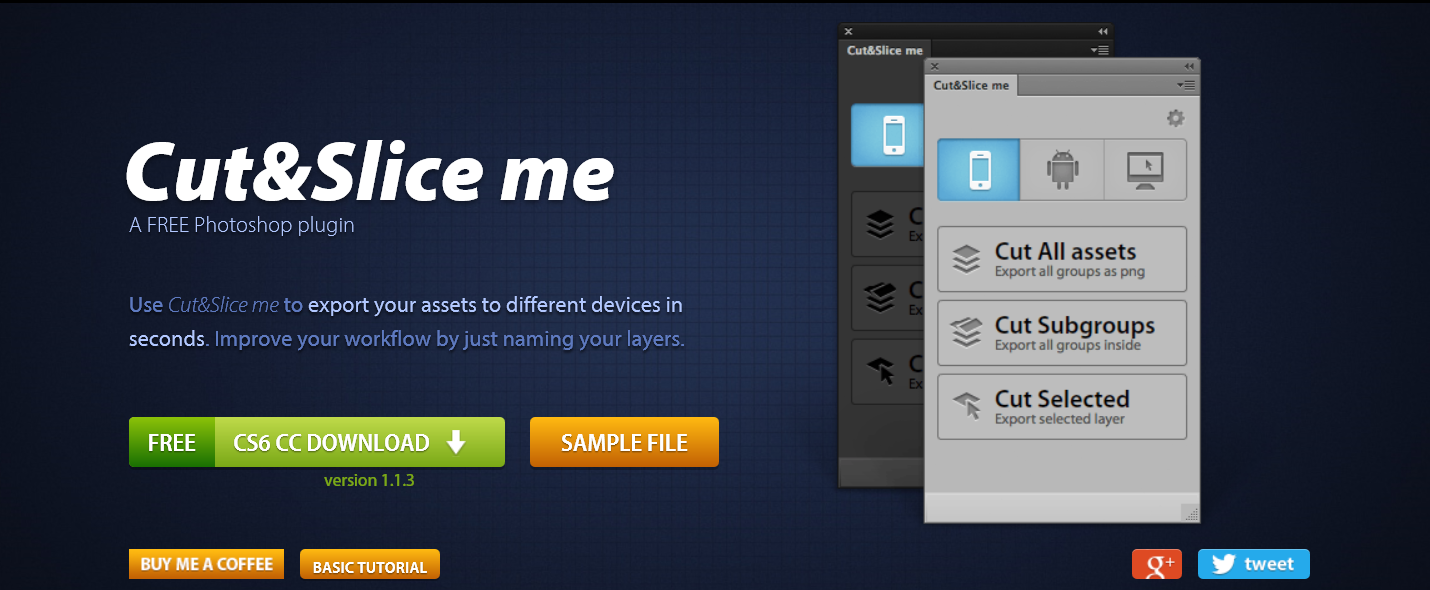 Cut&Slice me
Cut&Slice me
Cut&Slice me
A FREE Photoshop plugin
Use Cut&Slice me to export your assets to different devices in
seconds. Improve your workflow by just naming your layers.
FREE CS6 CC DOWNLOAD
SAMPLE FILE
version 1.1.3
C
Ex
C
Ex
C
Ex
Cut All assets
Export all groups as png
Cut Subgroups
Export all groups inside
Cut Selected
Export selected layer
BUY ME A COFFEE
BASIC TUTORIAL
g+
tweet